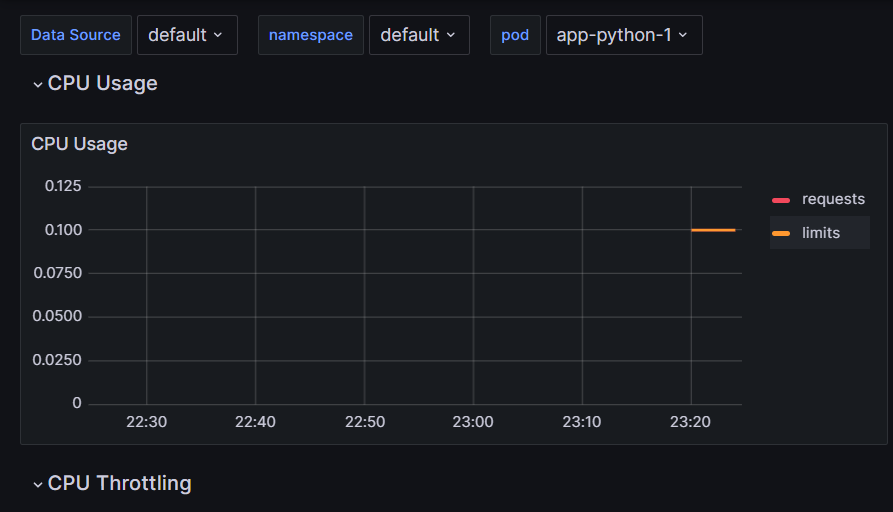 Data Source default namespace default pod app-python-1
CPU Usage
CPU Usage
0.125
0.100
0.0750
0.0500
0.0250
0
22:30 22:40 22:50 23:00 23:10 23:20
requests
limits
CPU Throttling